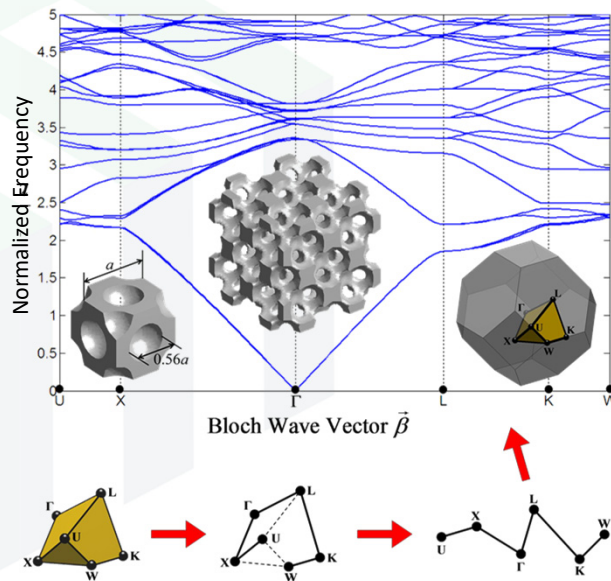 5
4.5
4
3.5
3
2.5
2
1.5
1
0.5
0
Normalized Frequency
a
0.56a
Γ
L
U
X
K
W
U
X
Γ
L
K
W
Bloch Wave Vector β⃗
L
Γ
U
X
K
W
L
Γ
U
X
K
W
X
L
W
U
Γ
K